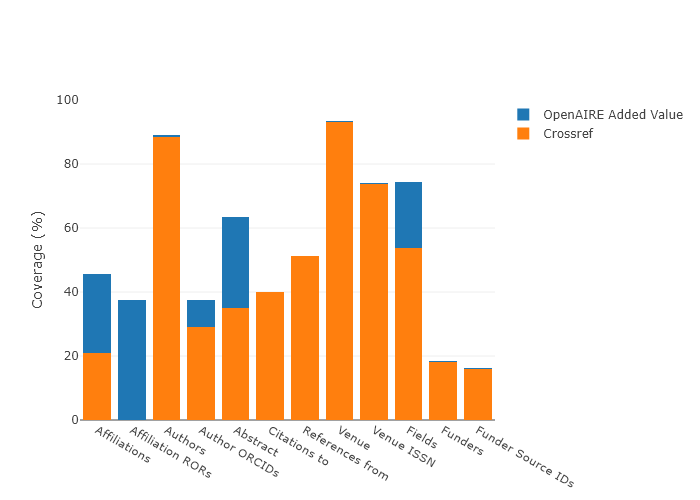 OpenAIRE Added Value
Crossref
Coverage (%)
100
80
60
40
20
0
Affiliations
Affiliation RORs
Authors
Author ORCIDs
Abstract
Citations to
References from
Venue
Venue ISSN
Fields
Funders
Funder Source IDs